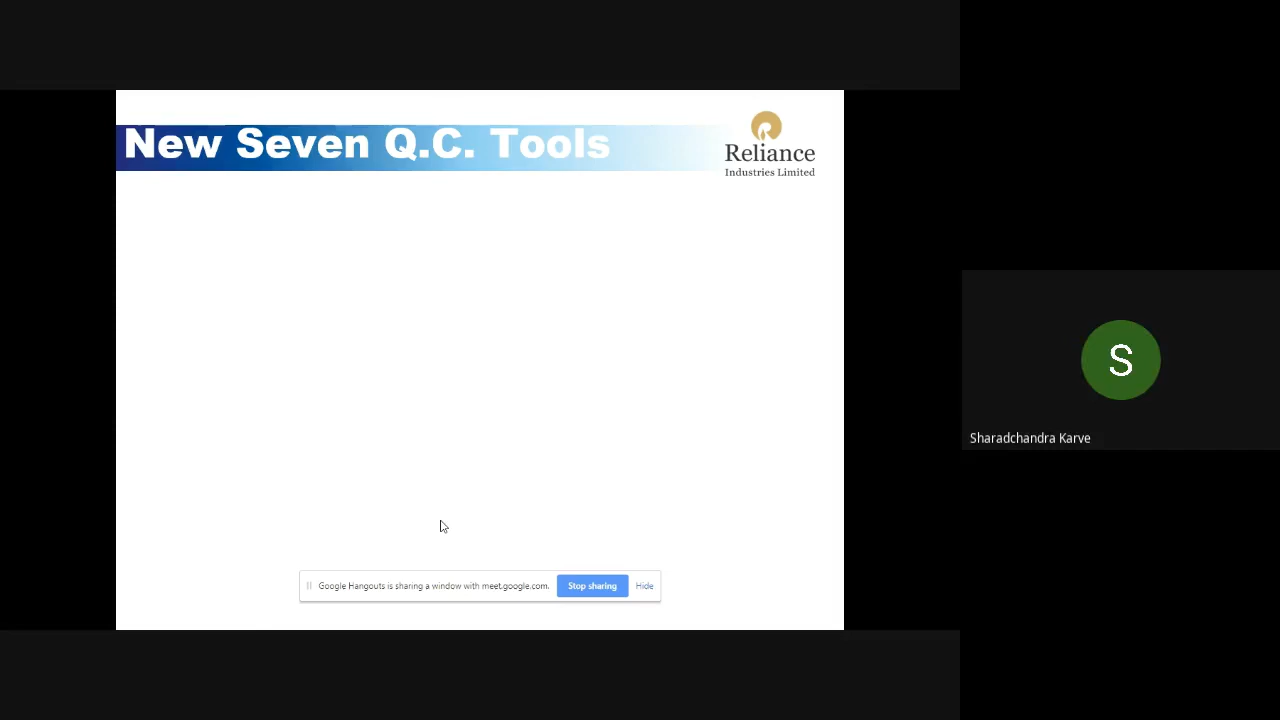 New Seven Q.C. Tools
Reliance
Industries Limited
Google Hangouts is sharing a window with meet.google.com.
Stop sharing
Hide
S
Sharadchandra Karve